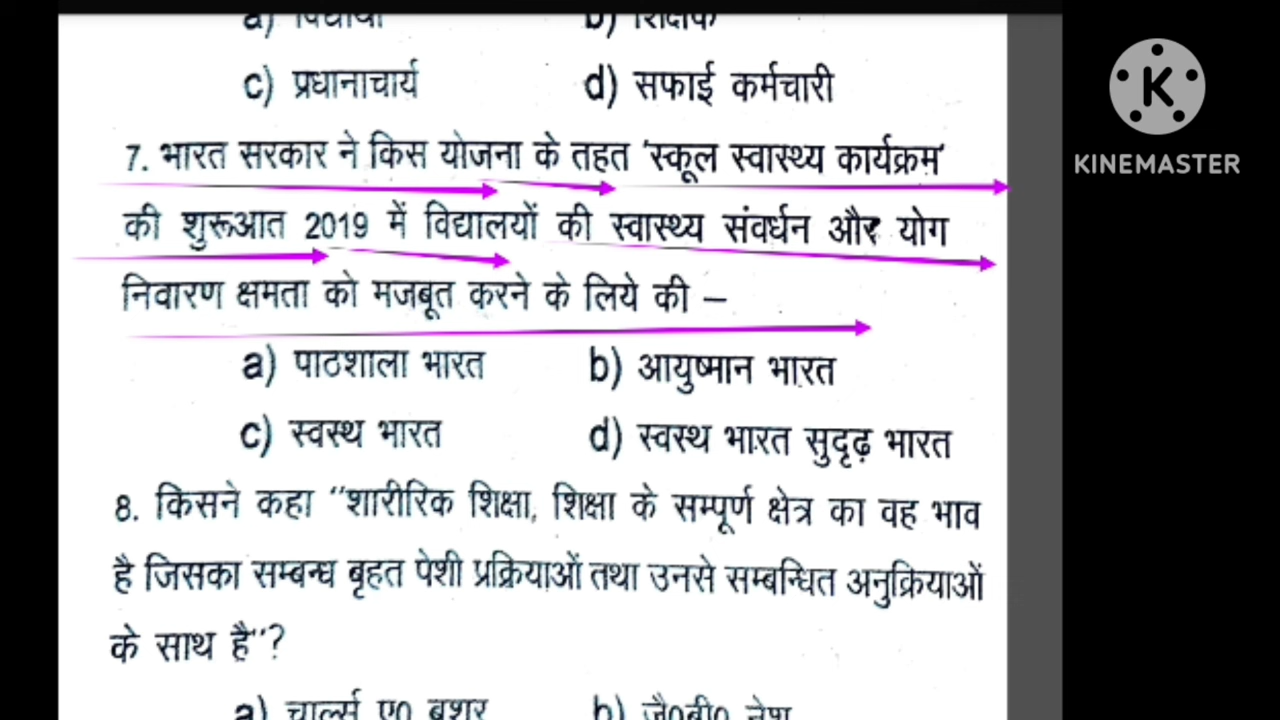 c) प्रधानाचार्य d) सफाई कर्मचारी
7. भारत सरकार ने किस योजना के तहत 'स्कूल स्वास्थ्य कार्यक्रम'
की शुरूआत 2019 में विद्यालयों की स्वास्थ्य संवर्धन और योग
निवारण क्षमता को मजबूत करने के लिये की –
a) पाठशाला भारत b) आयुष्मान भारत
c) स्वस्थ भारत d) स्वस्थ भारत सुदृढ़ भारत
8. किसने कहा "शारीरिक शिक्षा, शिक्षा के सम्पूर्ण क्षेत्र का वह भाव
है जिसका सम्बन्ध बृहत पेशी प्रक्रियाओं तथा उनसे सम्बन्धित अनुक्रियाओं
के साथ है"?
KINEMASTER